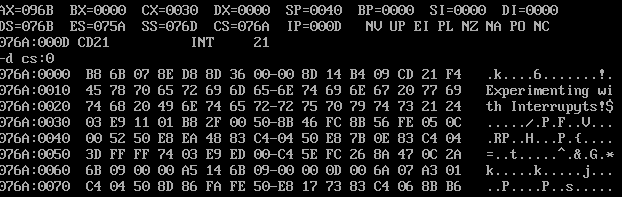 AX=096B BX=0000 CX=0030 DX=0000 SP=0040 BP=0000 SI=0000 DI=0000
DS=076B ES=075A SS=076D CS=076A IP=000D NV UP EI PL NZ NA PO NC
076A:000D CD21 INT 21
-d cs:0
076A:0000 B8 6B 07 8E D8 8D 36 00-00 8D 14 B4 09 CD 21 F4 .k....6.......!.
076A:0010 45 78 70 65 72 69 6D 65-6E 74 69 6E 67 20 77 69 Experimenting wi
076A:0020 74 68 20 49 6E 74 65 72-72 75 70 79 74 73 21 24 th Interrupyts!$
076A:0030 03 E9 11 01 B8 2F 00 50-8B 46 FC 8B 56 FE 05 0C ...../.P.F..V...
076A:0040 00 52 50 E8 EA 48 83 C4-04 50 E8 7B 0E 83 C4 04 .RP..H...P.{....
076A:0050 3D FF FF 74 03 E9 ED 00-C4 5E FC 26 8A 47 0C 2A =..t.....^.&.G.*
076A:0060 6B 09 00 00 A5 14 6B 09-00 00 0D 00 6A 07 A3 01 k.....k.....j...
076A:0070 C4 04 50 8D 86 FA FE 50-E8 17 73 83 C4 06 8B B6 ..P....P..s.....